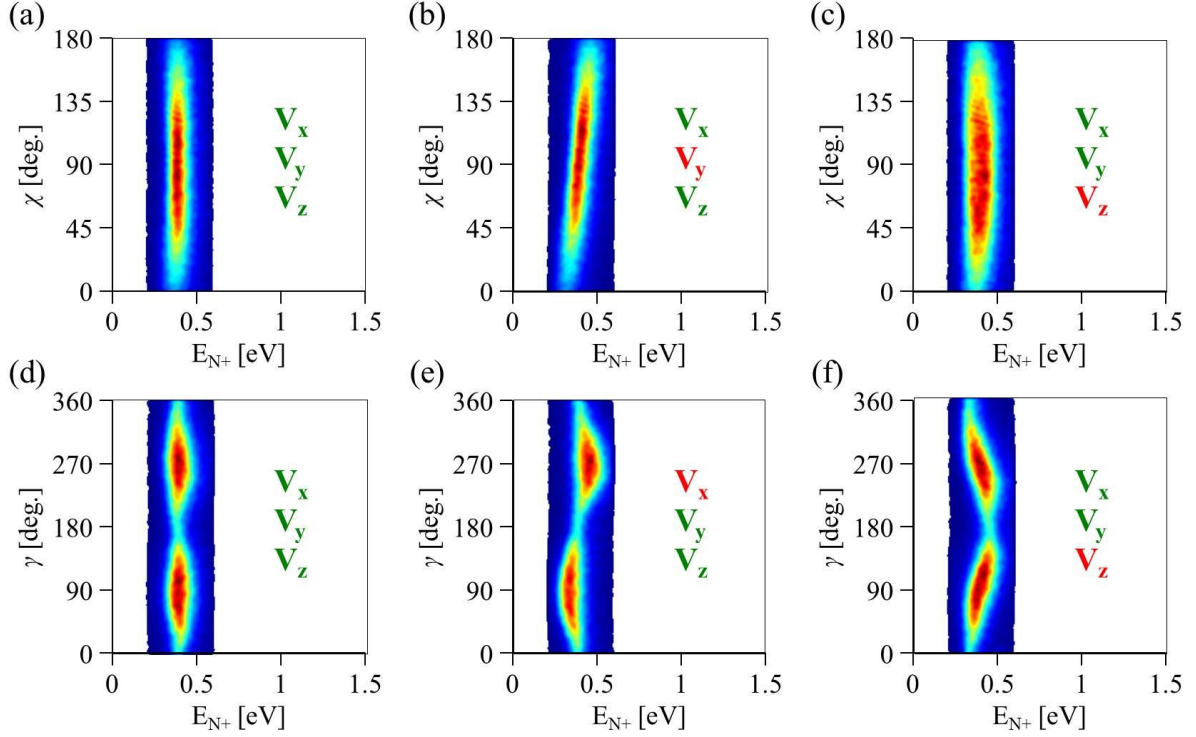 (a)
χ [deg.]
180
135
90
45
0
0 0.5 1 1.5
E_N+ [eV]
V_x
V_y
V_z
(b)
χ [deg.]
180
135
90
45
0
0 0.5 1 1.5
E_N+ [eV]
V_x
V_y
V_z
(c)
χ [deg.]
180
135
90
45
0
0 0.5 1 1.5
E_N+ [eV]
V_x
V_y
V_z
(d)
γ [deg.]
360
270
180
90
0
0 0.5 1 1.5
E_N+ [eV]
V_x
V_y
V_z
(e)
γ [deg.]
360
270
180
90
0
0 0.5 1 1.5
E_N+ [eV]
V_x
V_y
V_z
(f)
γ [deg.]
360
270
180
90
0
0 0.5 1 1.5
E_N+ [eV]
V_x
V_y
V_z